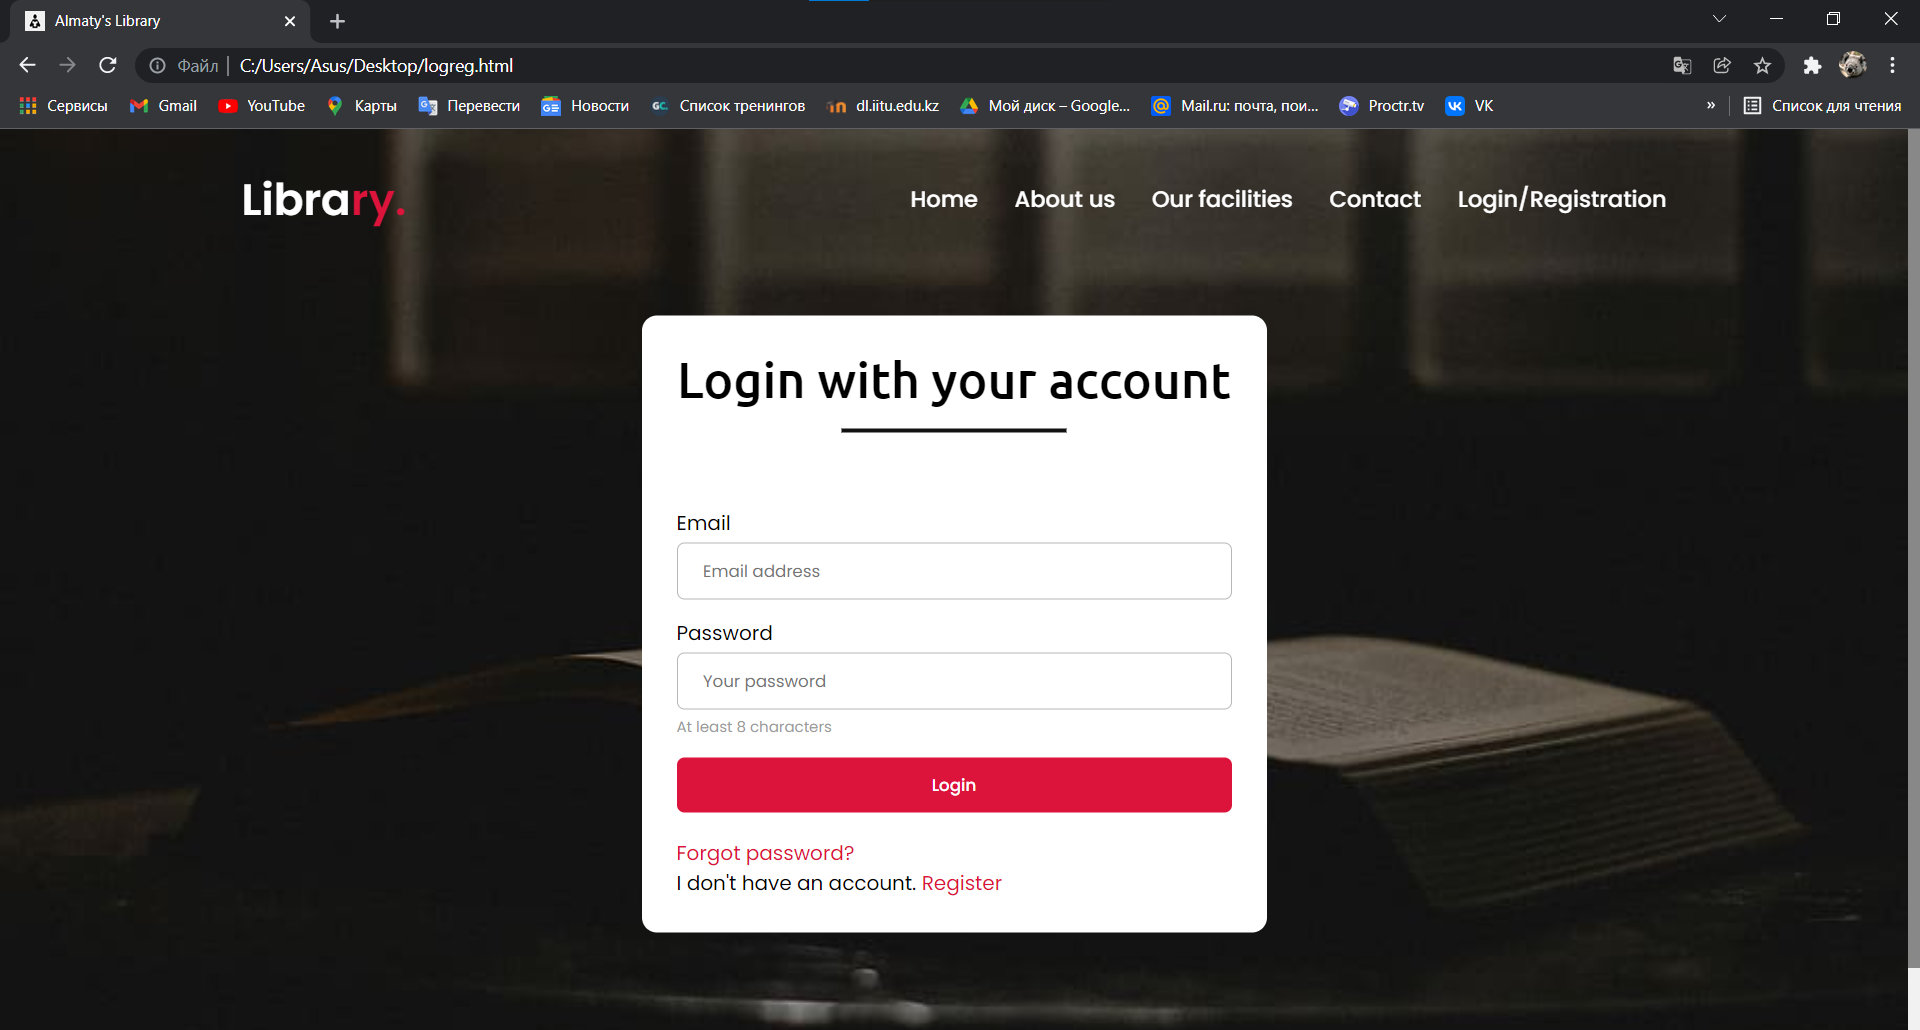 Almaty's Library
Файл | C:/Users/Asus/Desktop/logreg.html
Сервисы Gmail YouTube Карты Перевести Новости GC. Список тренингов dl.iitu.edu.kz Мой диск – Google... Mail.ru: почта, пои... Proctr.tv VK » Список для чтения
Library. Home About us Our facilities Contact Login/Registration
Login with your account
Email
Email address
Password
Your password
At least 8 characters
Login
Forgot password?
I don't have an account. Register